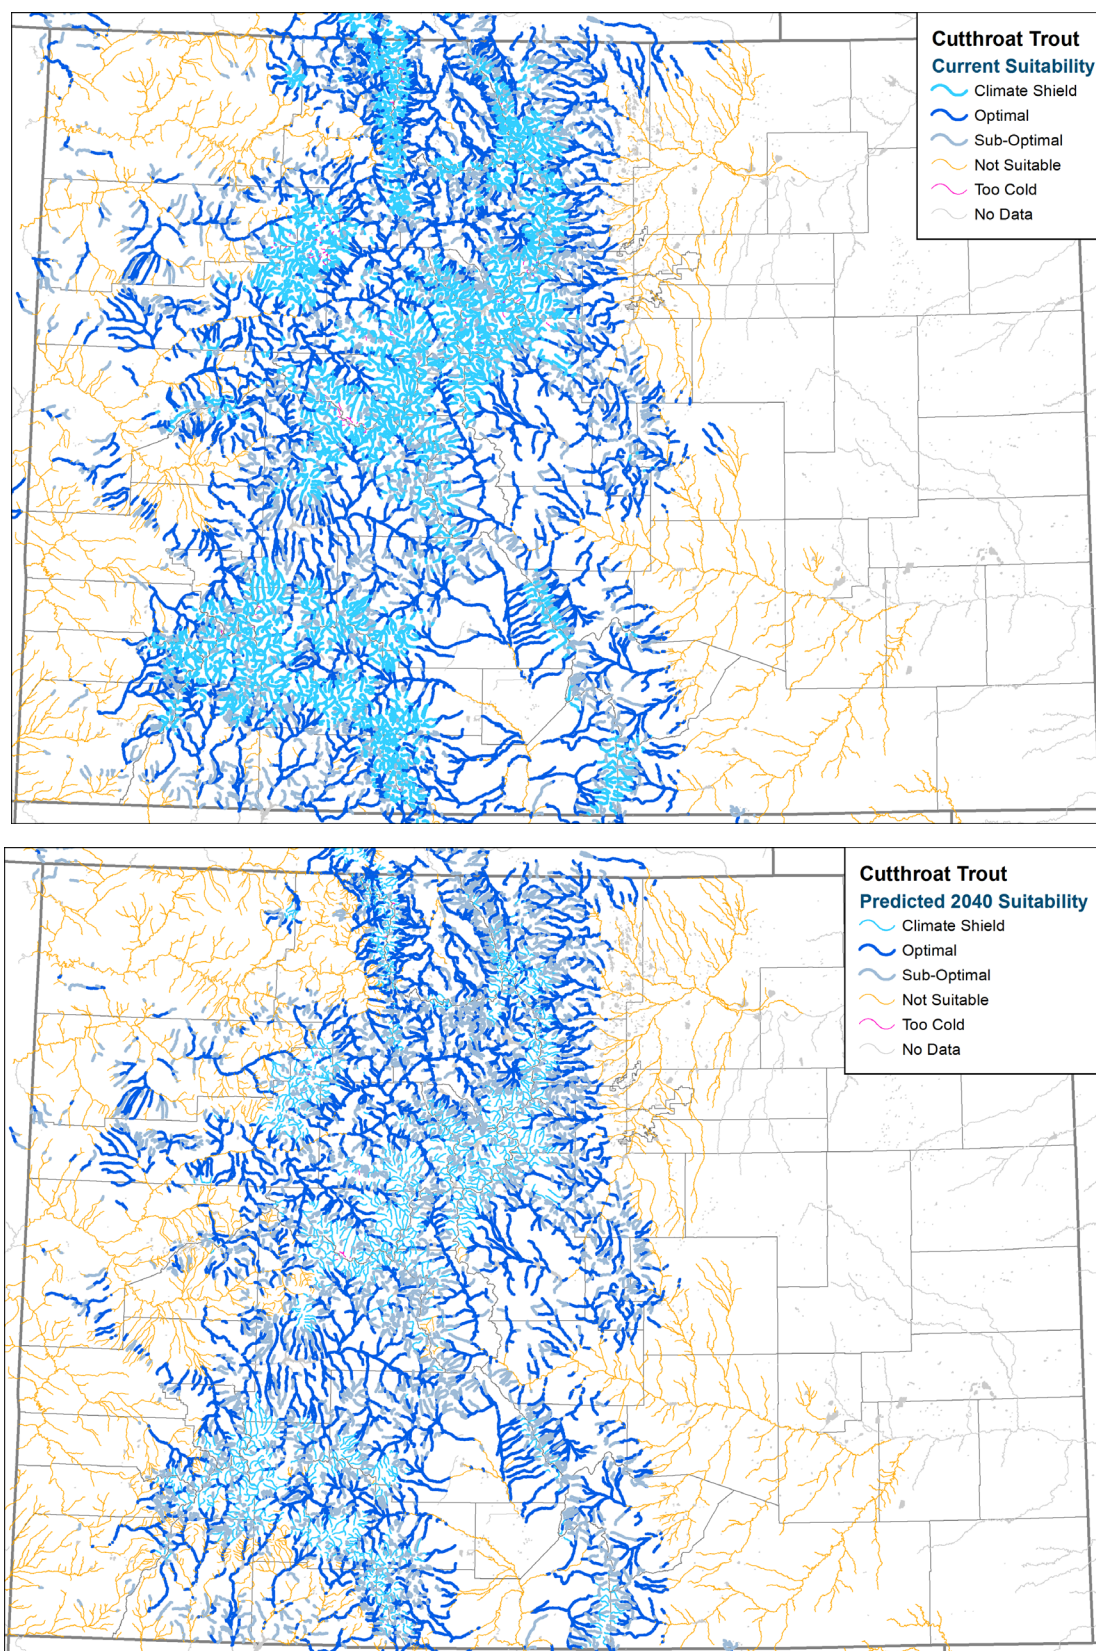 Cutthroat Trout
Current Suitability
Climate Shield
Optimal
Sub-Optimal
Not Suitable
Too Cold
No Data
Cutthroat Trout
Predicted 2040 Suitability
Climate Shield
Optimal
Sub-Optimal
Not Suitable
Too Cold
No Data